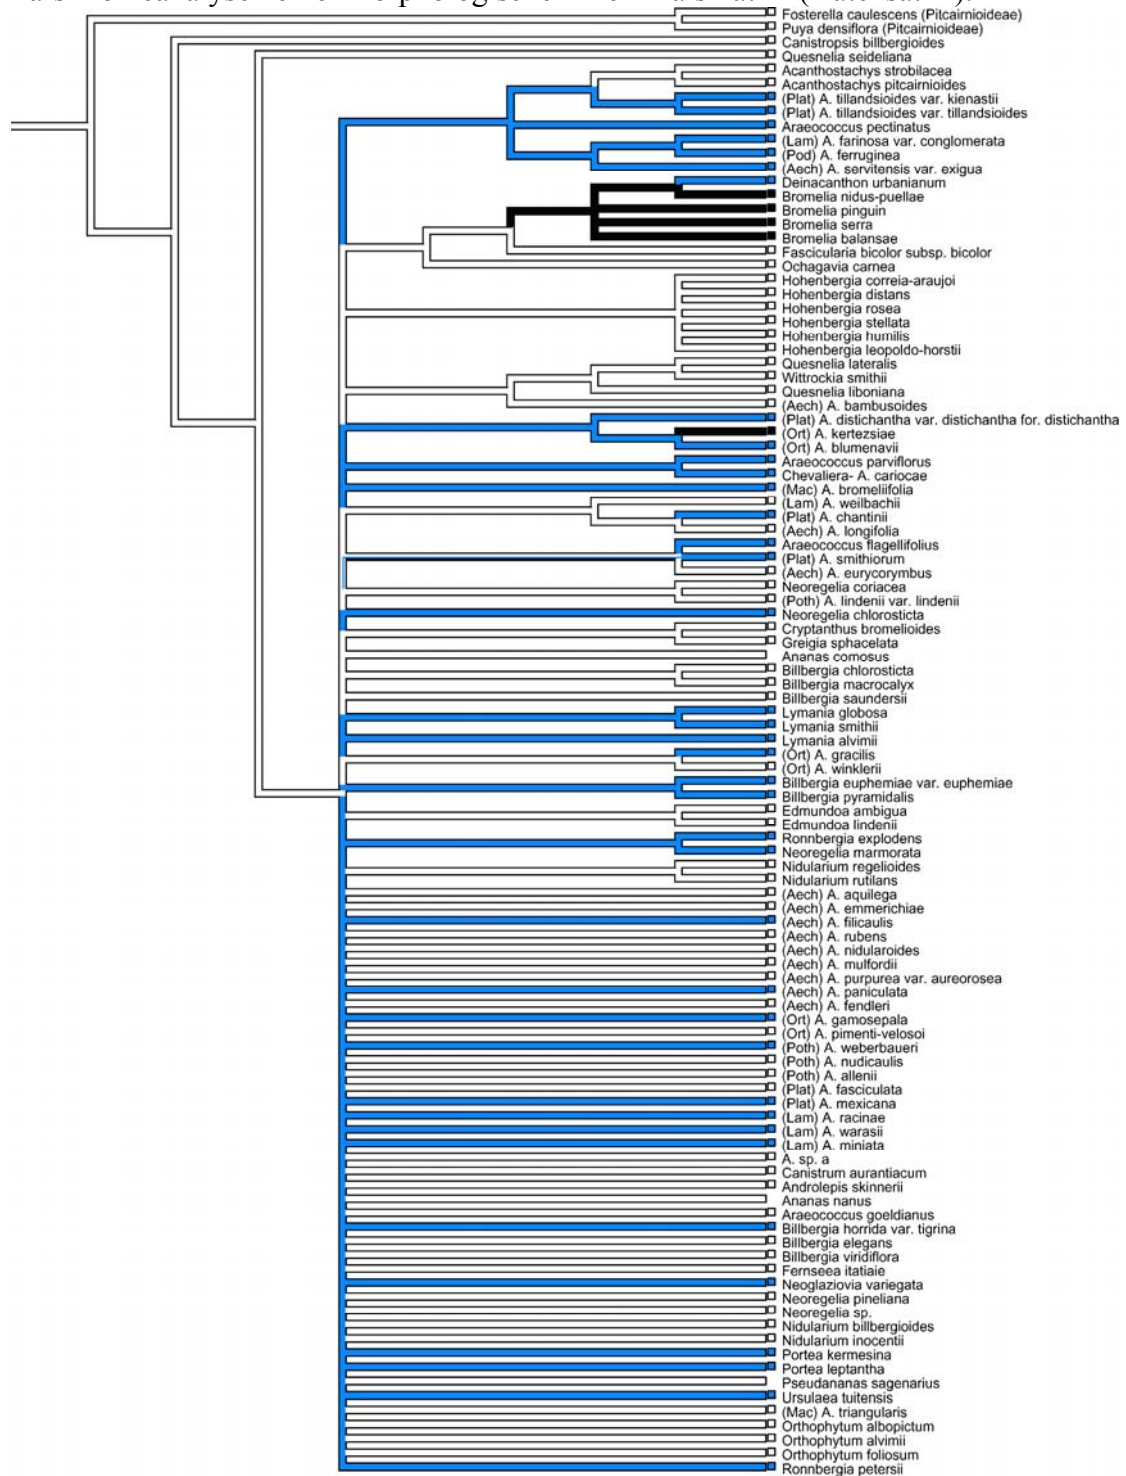 Fosterella caulescens (Pitcairnioideae)
Puya densiflora (Pitcairnioideae)
Canistropsis billbergioides
Quesnelia seideliana
Acanthostachys strobilacea
Acanthostachys pitcairnioides
(Plat) A. tillandsioides var. kienastii
(Plat) A. tillandsioides var. tillandsioides
Araeococcus pectinatus
(Lam) A. farinosa var. conglomerata
(Pod) A. ferruginea
(Aech) A. servitensis var. exigua
Deinacanthon urbanianum
Bromelia nidus-puellae
Bromelia pinguin
Bromelia serra
Bromelia balansae
Fascicularia bicolor subsp. bicolor
Ochagavia carnea
Hohenbergia correia-araujoi
Hohenbergia distans
Hohenbergia rosea
Hohenbergia stellata
Hohenbergia humilis
Hohenbergia leopoldo-horstii
Quesnelia lateralis
Wittrockia smithii
Quesnelia liboniana
(Aech) A. bambusoides
(Plat) A. distichantha var. distichantha for. distichantha
(Ort) A. kertezsiae
(Ort) A. blumenavii
Araeococcus parviflorus
Chevaliera- A. cariocae
(Mac) A. bromeliifolia
(Lam) A. weilbachii
(Plat) A. chantinii
(Aech) A. longifolia
Araeococcus flagellifolius
(Plat) A. smithiorum
(Aech) A. eurycorymbus
Neoregelia coriacea
(Poth) A. lindenii var. lindenii
Neoregelia chlorosticta
Cryptanthus bromelioides
Greigia sphacelata
Ananas comosus
Billbergia chlorosticta
Billbergia macrocalyx
Billbergia saundersii
Lymania globosa
Lymania smithii
Lymania alvimii
(Ort) A. gracilis
(Ort) A. winklerii
Billbergia euphemiae var. euphemiae
Billbergia pyramidalis
Edmundoa ambigua
Edmundoa lindenii
Ronnbergia explodens
Neoregelia marmorata
Nidularium regelioides
Nidularium rutilans
(Aech) A. aquilega
(Aech) A. emmerichiae
(Aech) A. filicaulis
(Aech) A. rubens
(Aech) A. nidularoides
(Aech) A. mulfordii
(Aech) A. purpurea var. aureorosea
(Aech) A. paniculata
(Aech) A. fendleri
(Ort) A. gamosepala
(Ort) A. pimenti-velosoi
(Poth) A. weberbaueri
(Poth) A. nudicaulis
(Poth) A. allenii
(Plat) A. fasciculata
(Plat) A. mexicana
(Lam) A. racinae
(Lam) A. warasii
(Lam) A. miniata
A. sp. a
Canistrum aurantiacum
Androlepis skinnerii
Ananas nanus
Araeococcus goeldianus
Billbergia horrida var. tigrina
Billbergia elegans
Billbergia viridiflora
Fernseea itatiaie
Neoglaziovia variegata
Neoregelia pineliana
Neoregelia sp.
Nidularium billbergioides
Nidularium inocentii
Portea kermesina
Portea leptantha
Pseudananas sagenarius
Ursulaea tuitensis
(Mac) A. triangularis
Orthophytum albopictum
Orthophytum alvimii
Orthophytum foliosum
Ronnbergia petersii